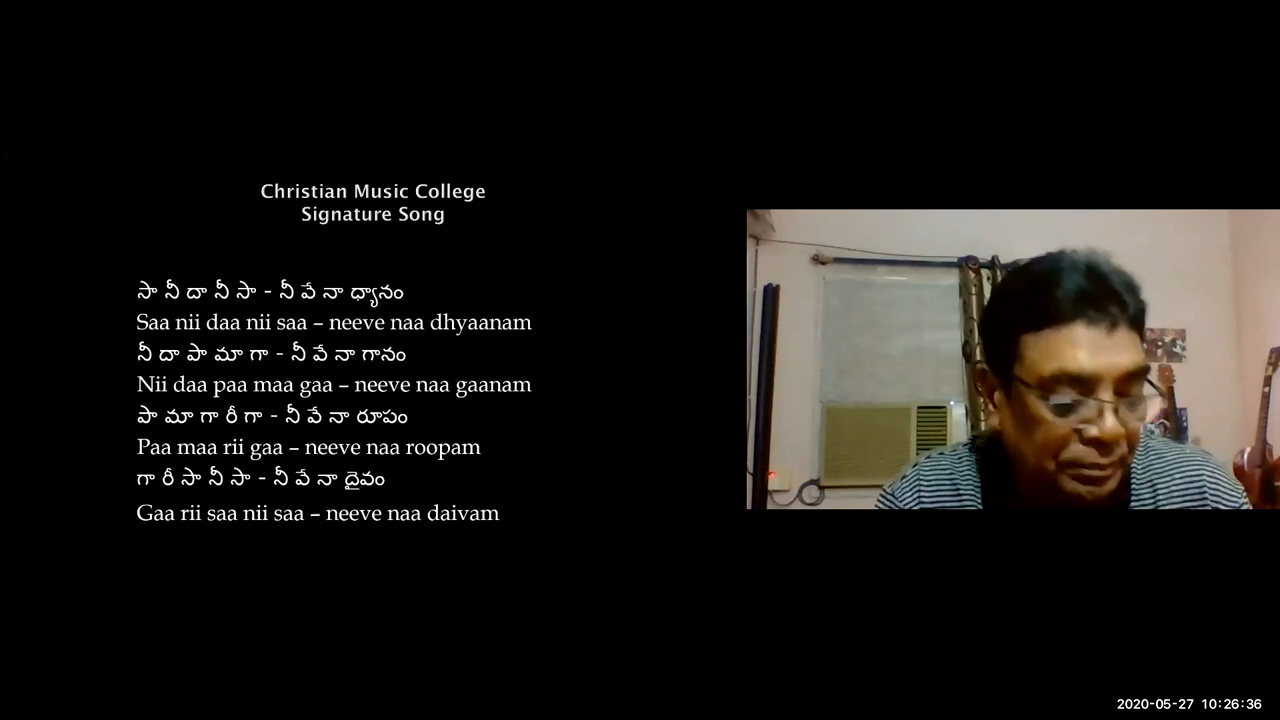 Christian Music College
Signature Song
సా నీ దా నీ సా - నీ వే నా ధ్యానం
Saa nii daa nii saa – neeve naa dhyaanam
నీ దా పా మా గా - నీ వే నా గానం
Nii daa paa maa gaa – neeve naa gaanam
పా మా గా రీ గా - నీ వే నా రూపం
Paa maa rii gaa – neeve naa roopam
గా రీ సా నీ సా - నీ వే నా దైవం
Gaa rii saa nii saa – neeve naa daivam
2020-05-27 10:26:36